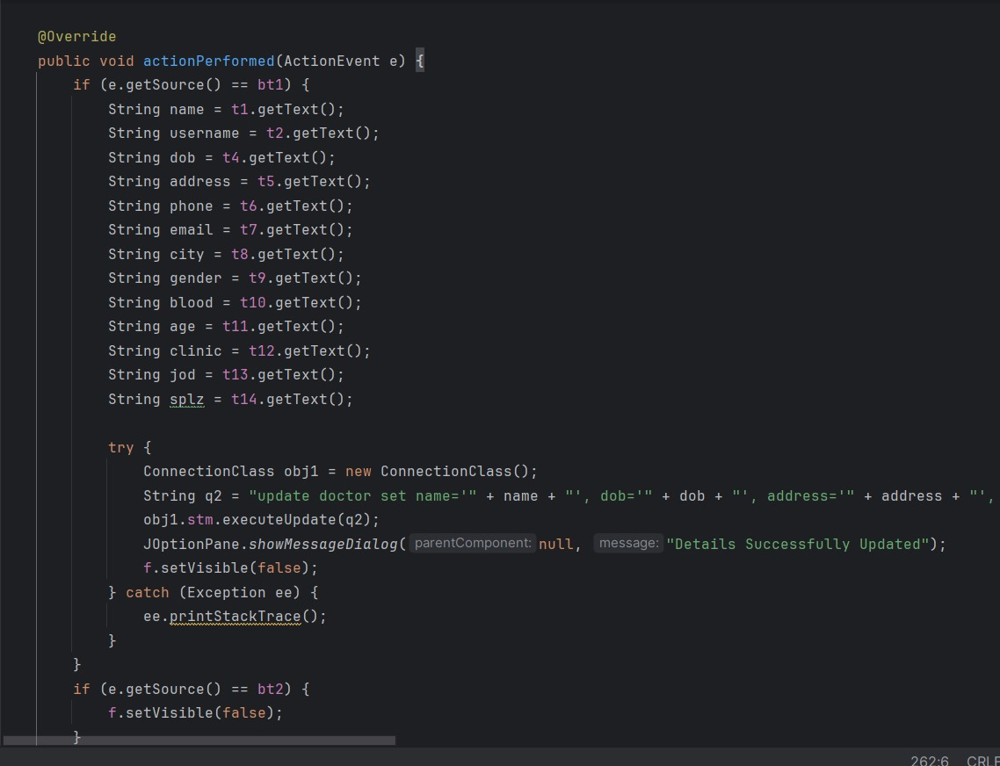 @Override
public void actionPerformed(ActionEvent e) {
if (e.getSource() == bt1) {
String name = t1.getText();
String username = t2.getText();
String dob = t4.getText();
String address = t5.getText();
String phone = t6.getText();
String email = t7.getText();
String city = t8.getText();
String gender = t9.getText();
String blood = t10.getText();
String age = t11.getText();
String clinic = t12.getText();
String jod = t13.getText();
String splz = t14.getText();
try {
ConnectionClass obj1 = new ConnectionClass();
String q2 = "update doctor set name='" + name + "', dob='" + dob + "', address='" + address + "',
obj1.stm.executeUpdate(q2);
JOptionPane.showMessageDialog( parentComponent: null, message: "Details Successfully Updated");
f.setVisible(false);
} catch (Exception ee) {
ee.printStackTrace();
}
}
if (e.getSource() == bt2) {
f.setVisible(false);
}
262:6 CRLF